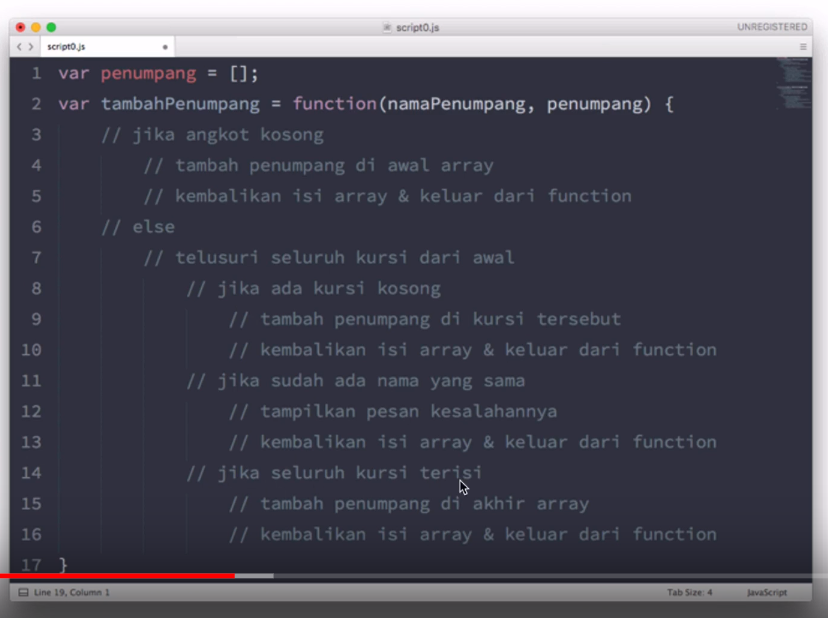 script0.js
UNREGISTERED
script0.js
1 var penumpang = [];
2 var tambahPenumpang = function(namaPenumpang, penumpang) {
3 // jika angkot kosong
4 // tambah penumpang di awal array
5 // kembalikan isi array & keluar dari function
6 // else
7 // telusuri seluruh kursi dari awal
8 // jika ada kursi kosong
9 // tambah penumpang di kursi tersebut
10 // kembalikan isi array & keluar dari function
11 // jika sudah ada nama yang sama
12 // tampilkan pesan kesalahannya
13 // kembalikan isi array & keluar dari function
14 // jika seluruh kursi terisi
15 // tambah penumpang di akhir array
16 // kembalikan isi array & keluar dari function
17 }
Line 19, Column 1
Tab Size: 4
JavaScript